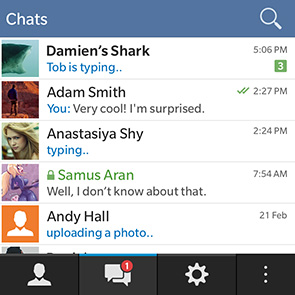 Chats
Damien's Shark 5:06 PM
Tob is typing.. 3
Adam Smith 2:27 PM
You: Very cool! I'm surprised.
Anastasiya Shy 2:24 PM
typing..
Samus Aran 7:54 AM
Well, I don't know about that.
Andy Hall 21 Feb
uploading a photo..
1